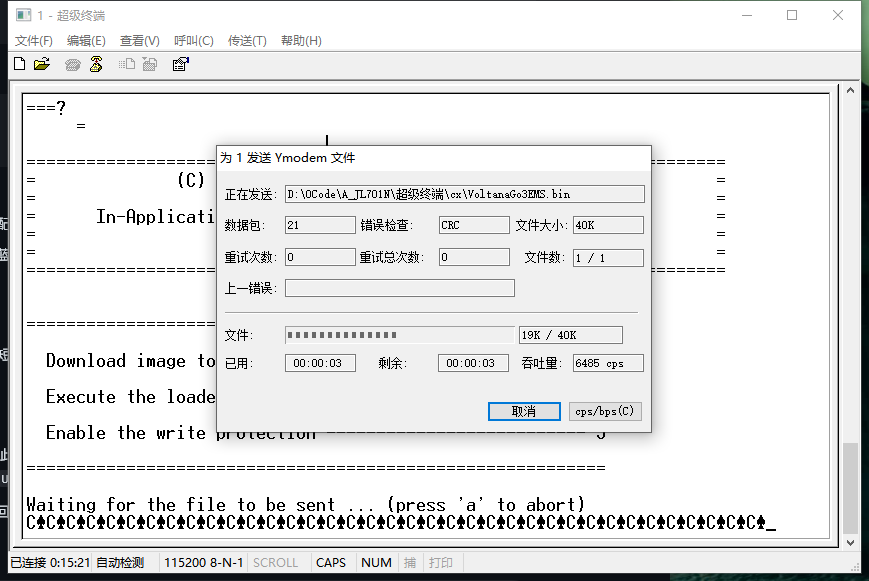 1 - 超级终端
文件(F) 编辑(E) 查看(V) 呼叫(C) 传送(T) 帮助(H)
===?
=
======================================================================
= (C) =
= =
= In-Applicati =
= =
= =
======================================================================
为 1 发送 Ymodem 文件
正在发送: D:\0Code\A_JL701N\超级终端\cx\VoltanaGo3EMS.bin
数据包: 21 错误检查: CRC 文件大小: 40K
重试次数: 0 重试总次数: 0 文件数: 1 / 1
上一错误:
文件: 19K / 40K
已用: 00:00:03 剩余: 00:00:03 吞吐量: 6485 cps
取消 cps/bps(C)
===================
Download image to
Execute the loade
Enable the write protection -------------------------- 5
==========================================================
Waiting for the file to be sent ... (press 'a' to abort)
C♠C♠C♠C♠C♠C♠C♠C♠C♠C♠C♠C♠C♠C♠C♠C♠C♠C♠C♠C♠C♠C♠C♠C♠C♠C♠C♠C♠C♠C♠C♠C♠C♠C♠C♠C♠C♠_
已连接 0:15:21 自动检测 115200 8-N-1 SCROLL CAPS NUM 捕 打印